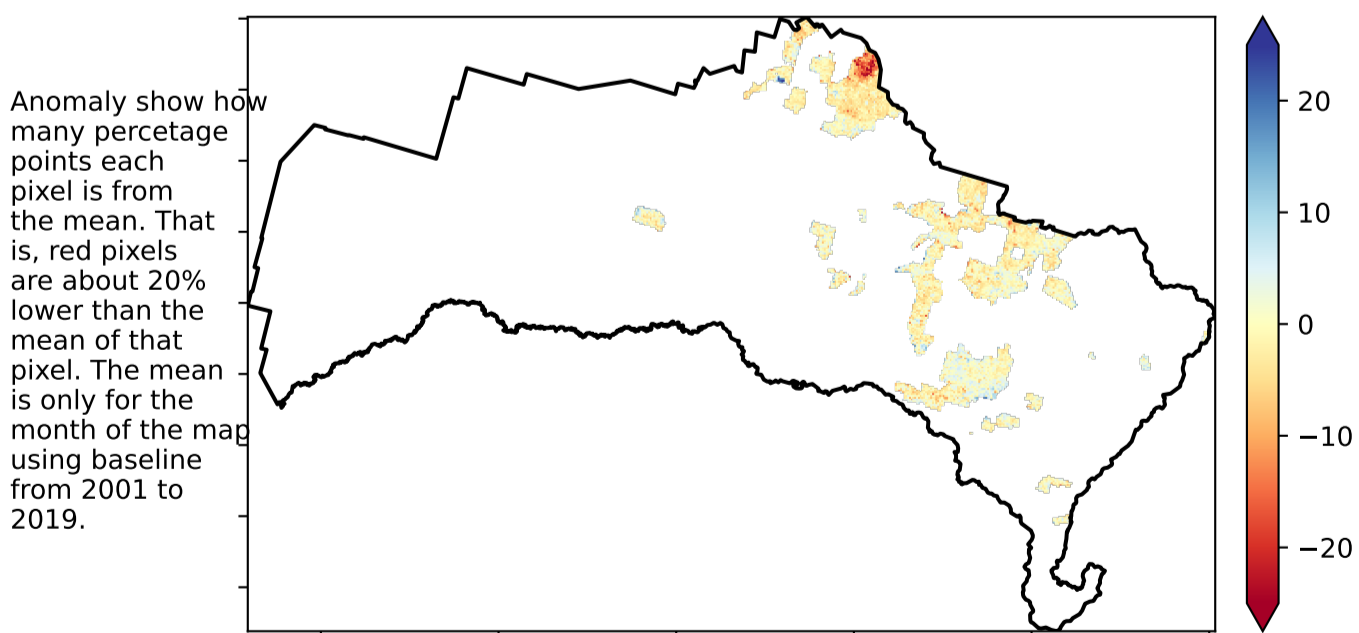 Anomaly show how
many percetage
points each
pixel is from
the mean. That
is, red pixels
are about 20%
lower than the
mean of that
pixel. The mean
is only for the
month of the map
using baseline
from 2001 to
2019.
20
10
0
−10
−20